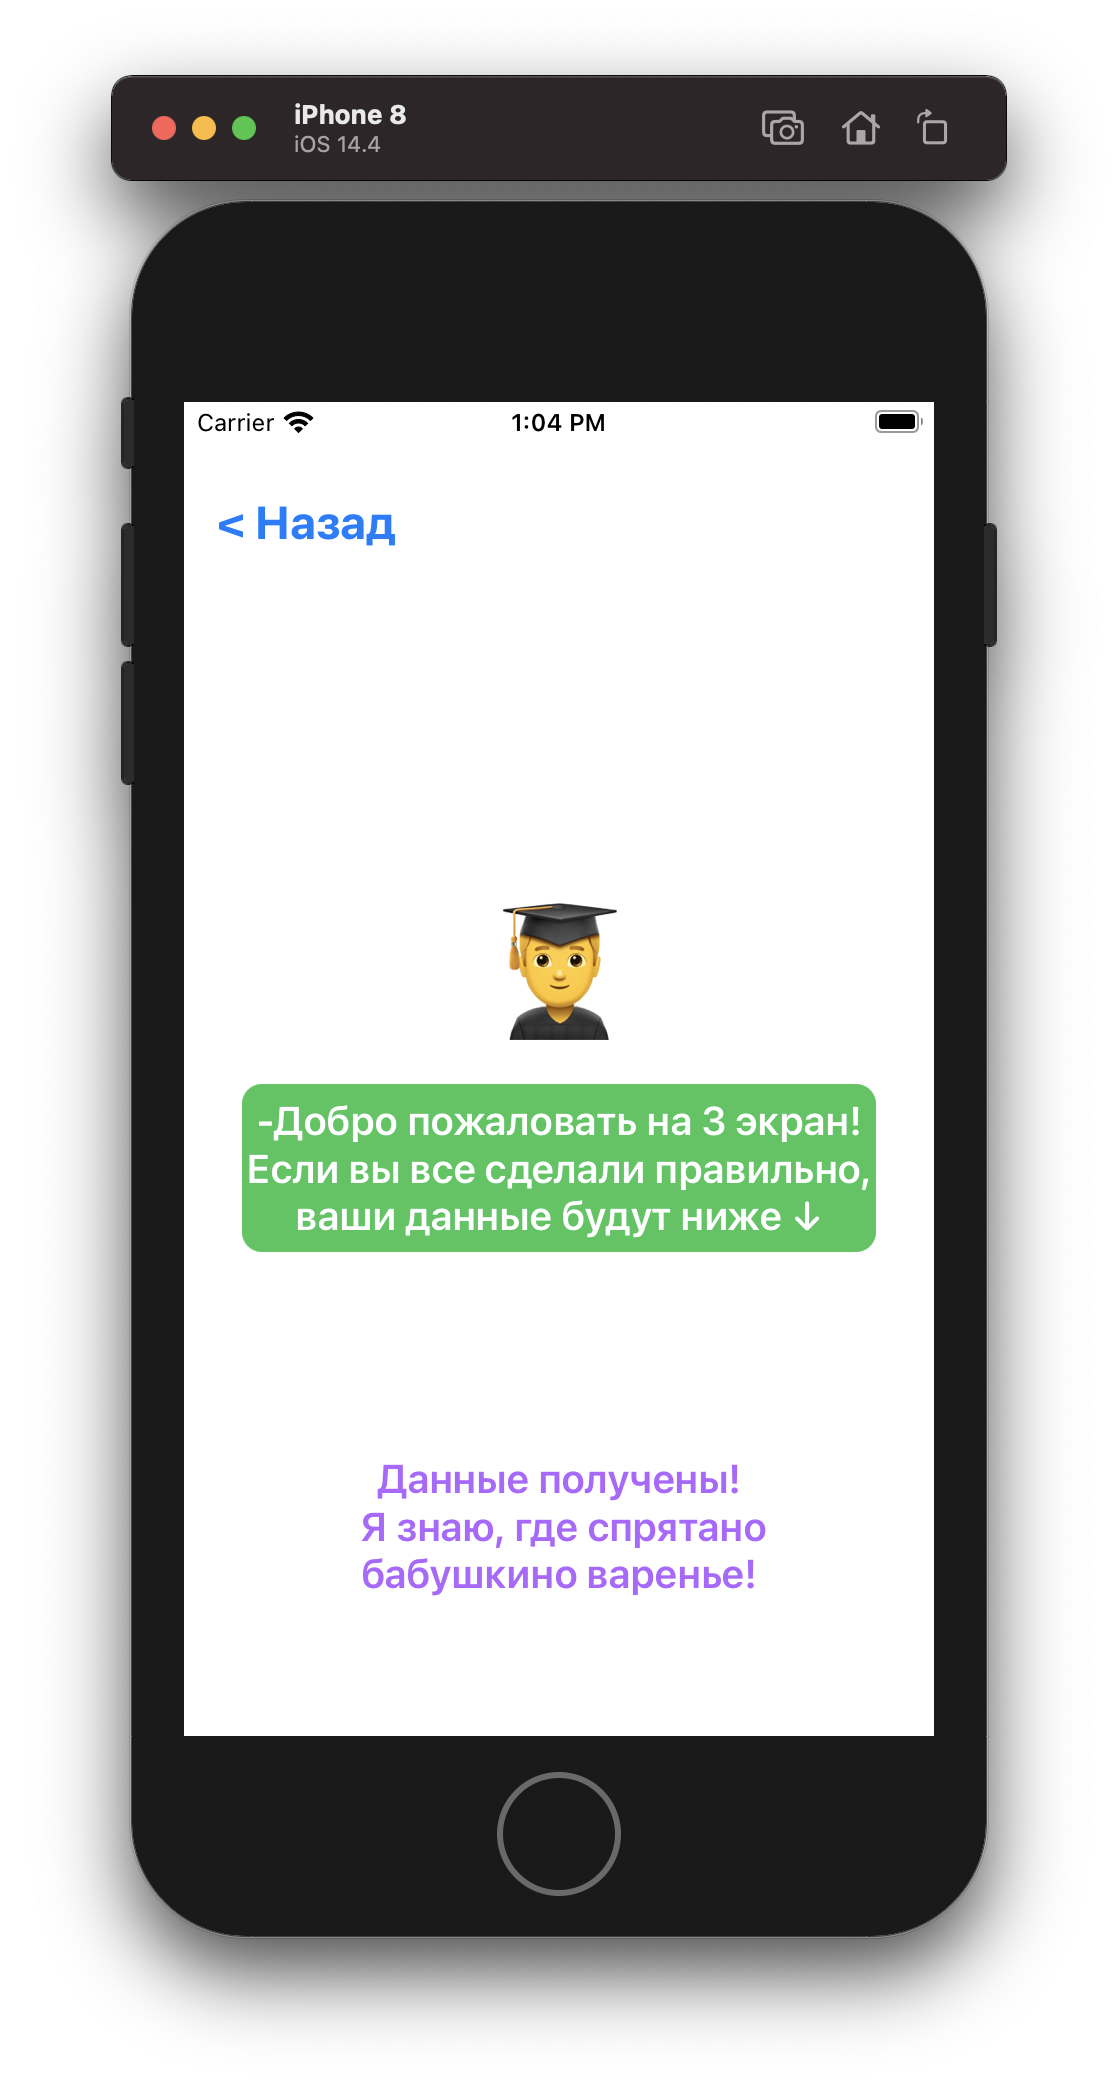 iPhone 8
iOS 14.4
Carrier 1:04 PM
< Назад
-Добро пожаловать на 3 экран!
Если вы все сделали правильно,
ваши данные будут ниже ↓
Данные получены!
Я знаю, где спрятано
бабушкино варенье!